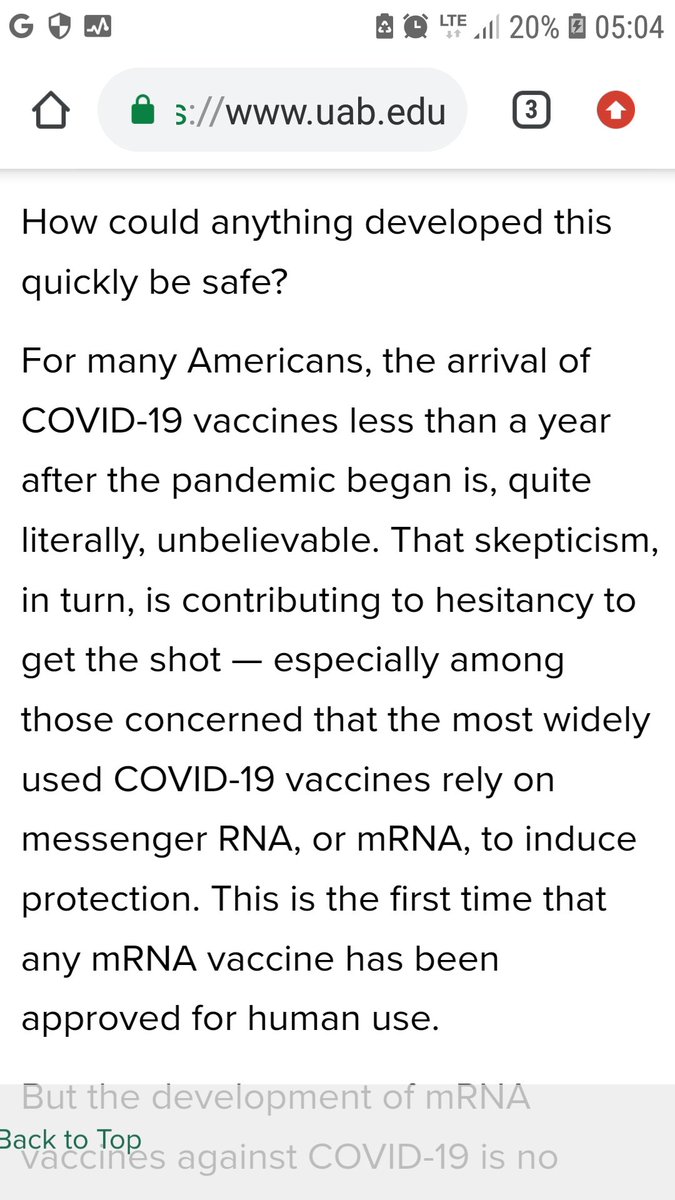 G LTE 20% 05:04
s://www.uab.edu 3
How could anything developed this
quickly be safe?
For many Americans, the arrival of
COVID-19 vaccines less than a year
after the pandemic began is, quite
literally, unbelievable. That skepticism,
in turn, is contributing to hesitancy to
get the shot — especially among
those concerned that the most widely
used COVID-19 vaccines rely on
messenger RNA, or mRNA, to induce
protection. This is the first time that
any mRNA vaccine has been
approved for human use.
But the development of mRNA
Back to Top
vaccines against COVID-19 is no